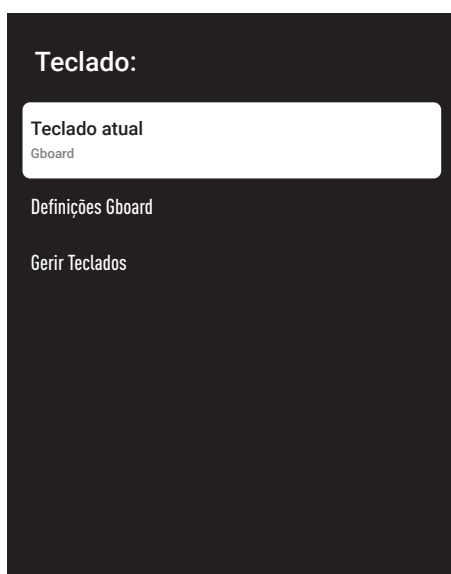 Teclado:
Teclado atual
Gboard
Definições Gboard
Gerir Teclados